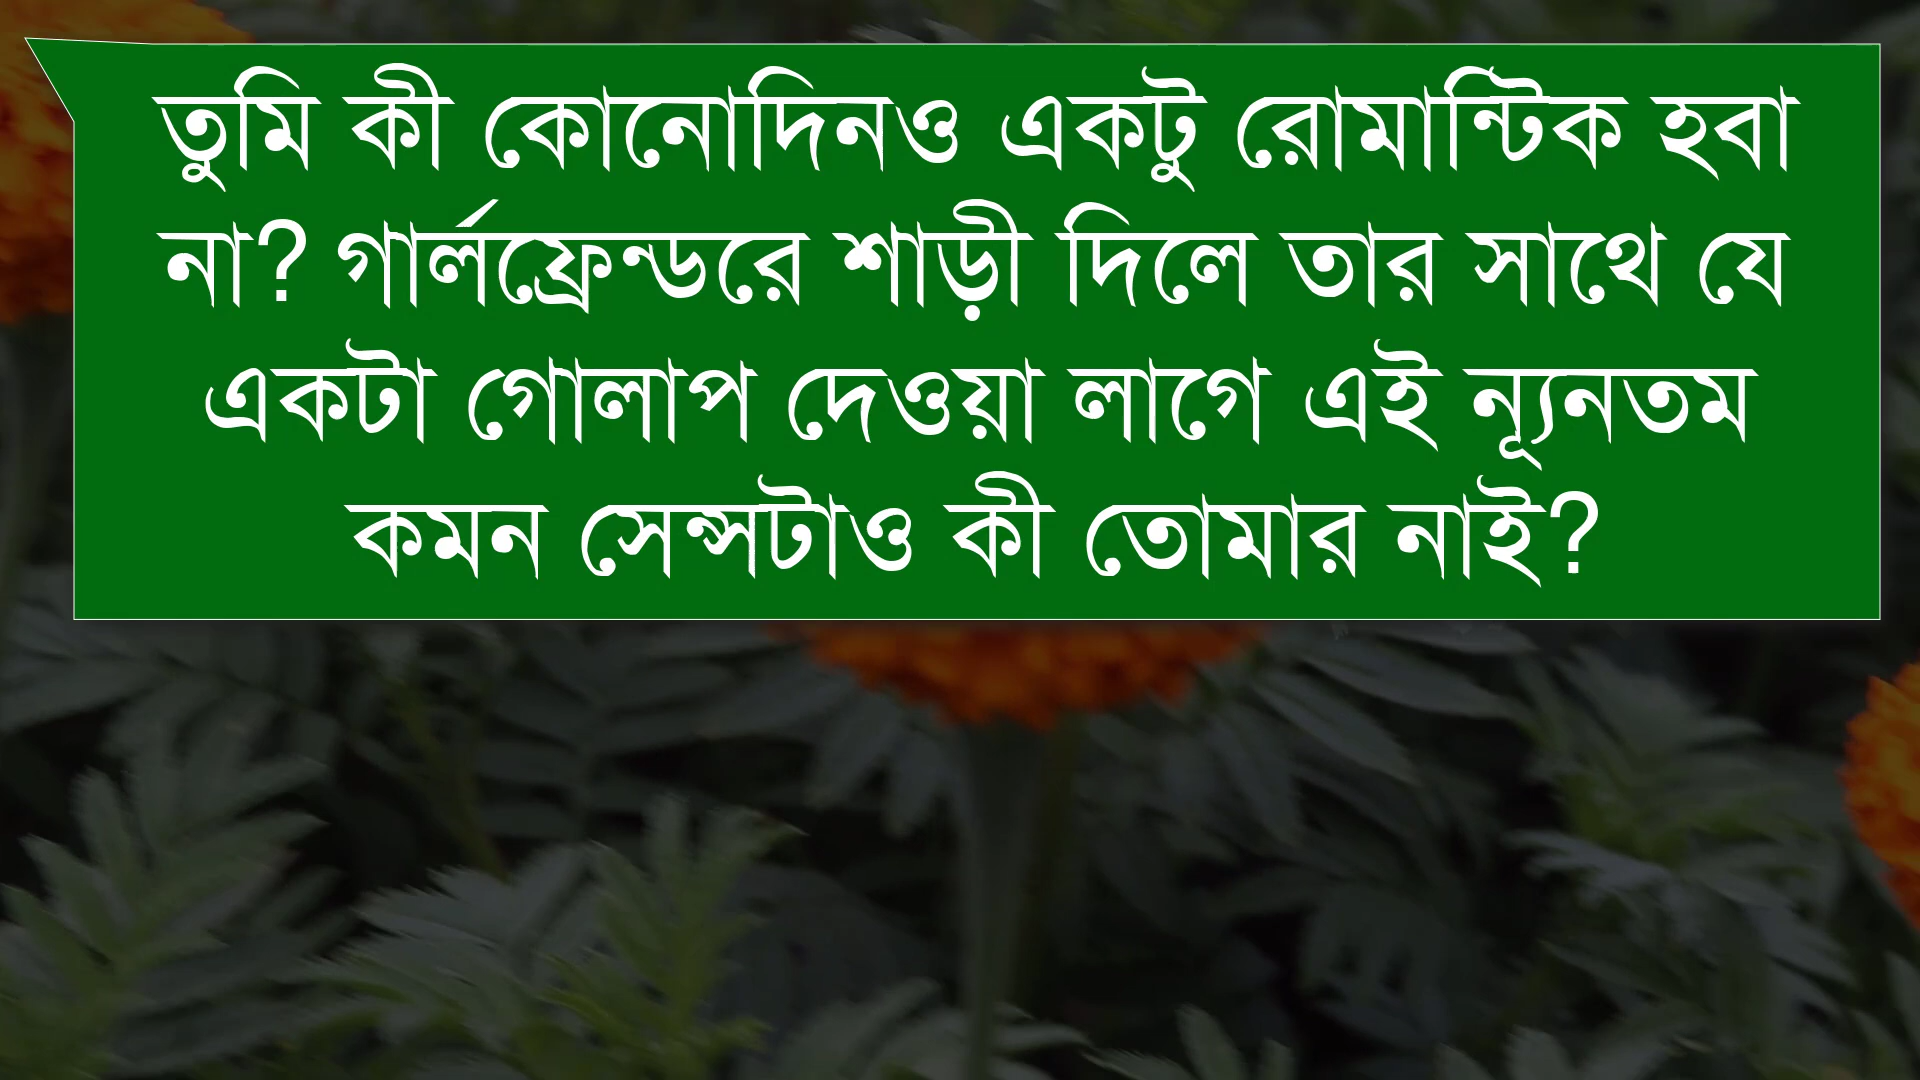 তুমি কী কোনোদিনও একটু রোমান্টিক হবা
না? গার্লফ্রেন্ডরে শাড়ী দিলে তার সাথে যে
একটা গোলাপ দেওয়া লাগে এই ন্যূনতম
কমন সেন্সটাও কী তোমার নাই?